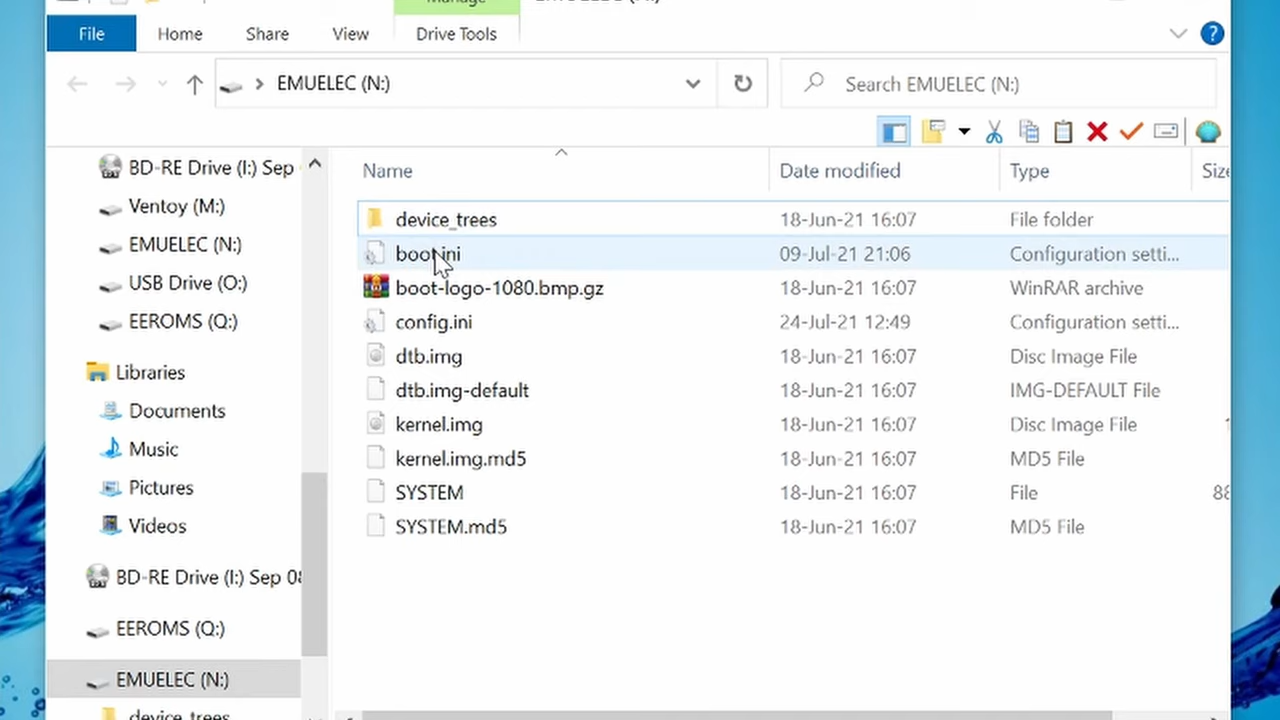 File
Home
Share
View
Drive Tools
EMUELEC (N:)
Search EMUELEC (N:)
BD-RE Drive (I:) Sep
Ventoy (M:)
EMUELEC (N:)
USB Drive (O:)
EEROMS (Q:)
Libraries
Documents
Music
Pictures
Videos
BD-RE Drive (I:) Sep
EEROMS (Q:)
EMUELEC (N:)
device_trees
Name Date modified Type
device_trees 18-Jun-21 16:07 File folder
boot.ini 09-Jul-21 21:06 Configuration setti...
boot-logo-1080.bmp.gz 18-Jun-21 16:07 WinRAR archive
config.ini 24-Jul-21 12:49 Configuration setti...
dtb.img 18-Jun-21 16:07 Disc Image File
dtb.img-default 18-Jun-21 16:07 IMG-DEFAULT File
kernel.img 18-Jun-21 16:07 Disc Image File
kernel.img.md5 18-Jun-21 16:07 MD5 File
SYSTEM 18-Jun-21 16:07 File
SYSTEM.md5 18-Jun-21 16:07 MD5 File